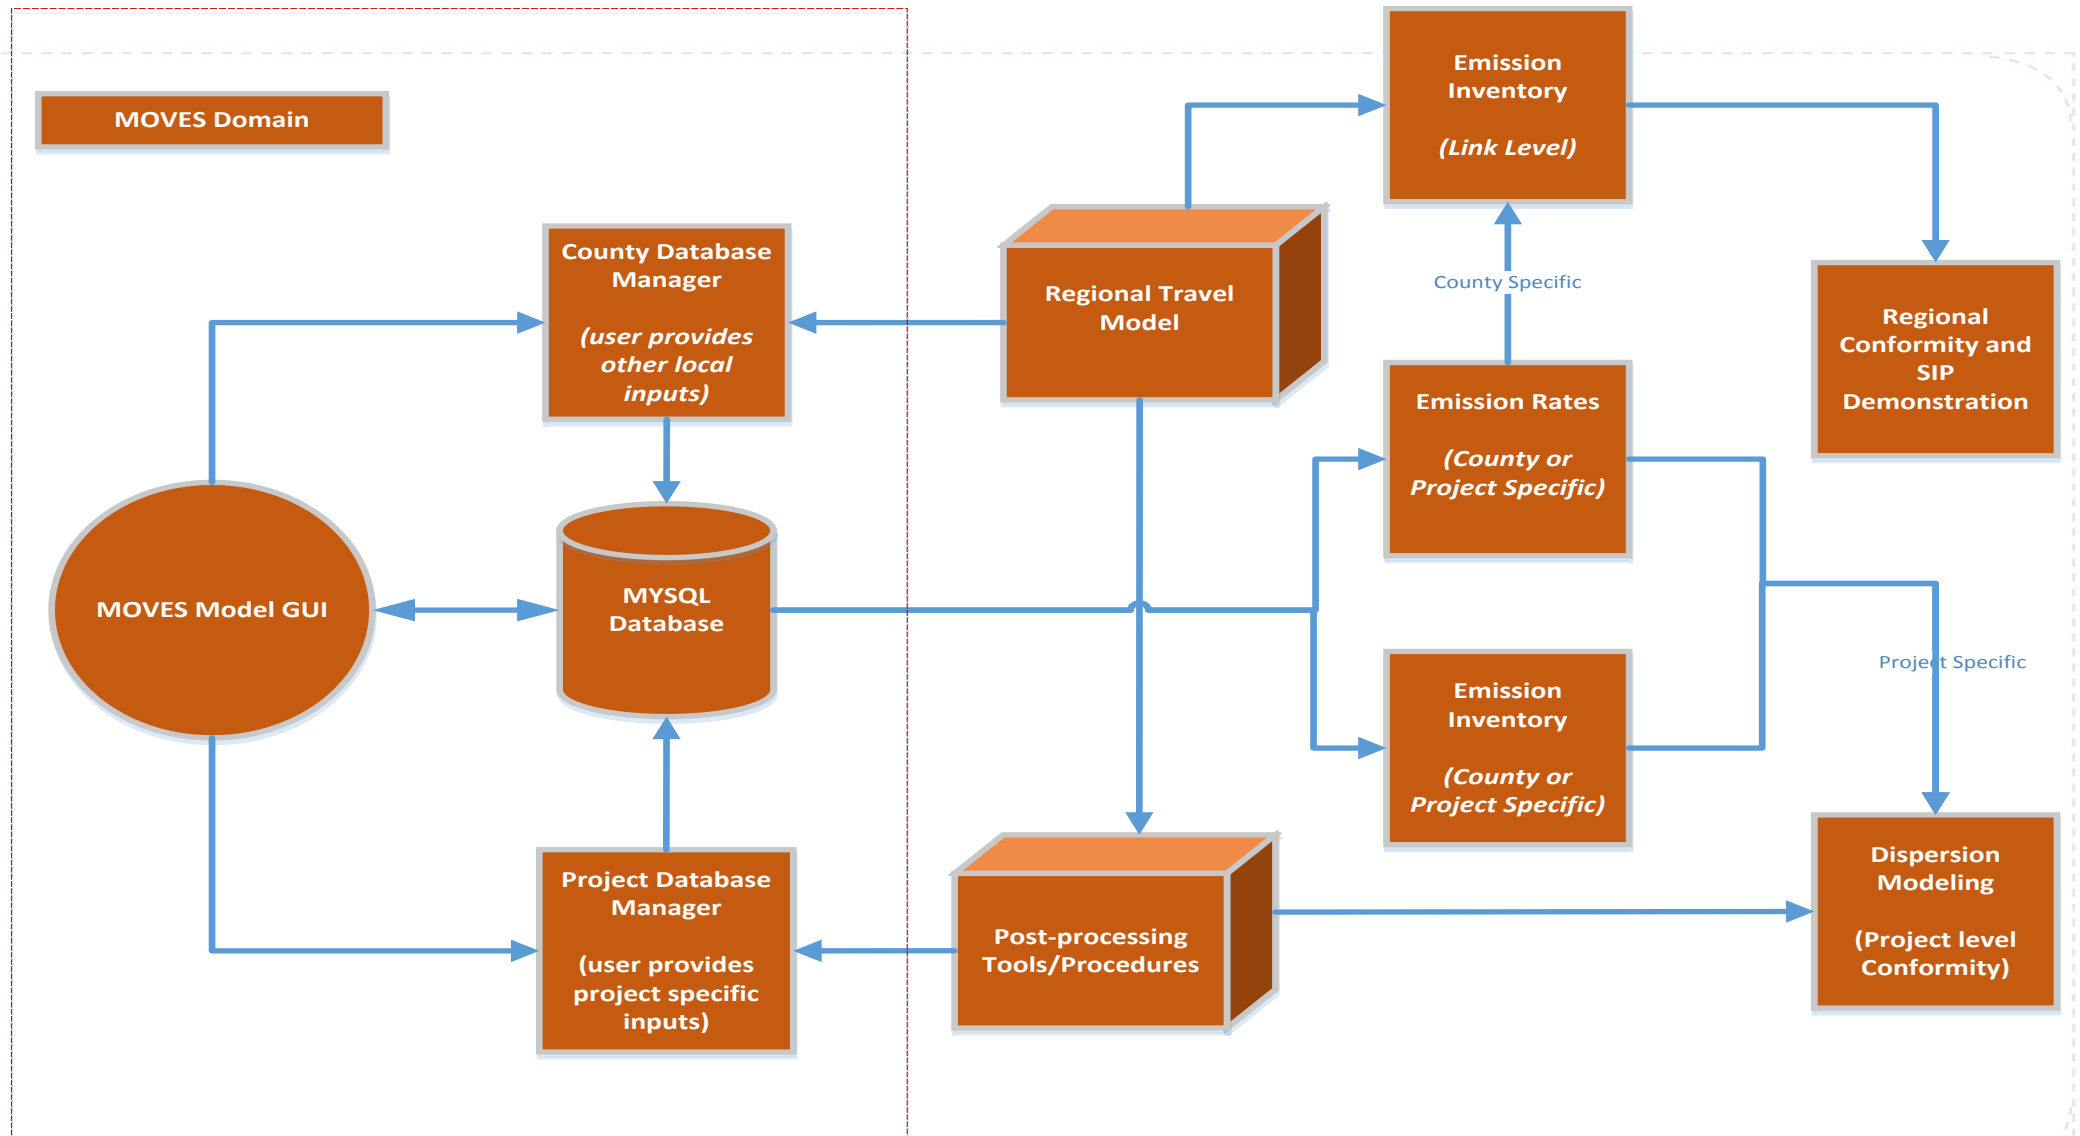 MOVES Domain
County Database
Manager
(user provides
other local
inputs)
MOVES Model GUI
MYSQL
Database
Project Database
Manager
(user provides
project specific
inputs)
Regional Travel
Model
Post-processing
Tools/Procedures
Emission
Inventory
(Link Level)
County Specific
Emission Rates
(County or
Project Specific)
Emission
Inventory
(County or
Project Specific)
Regional
Conformity and
SIP
Demonstration
Project Specific
Dispersion
Modeling
(Project level
Conformity)